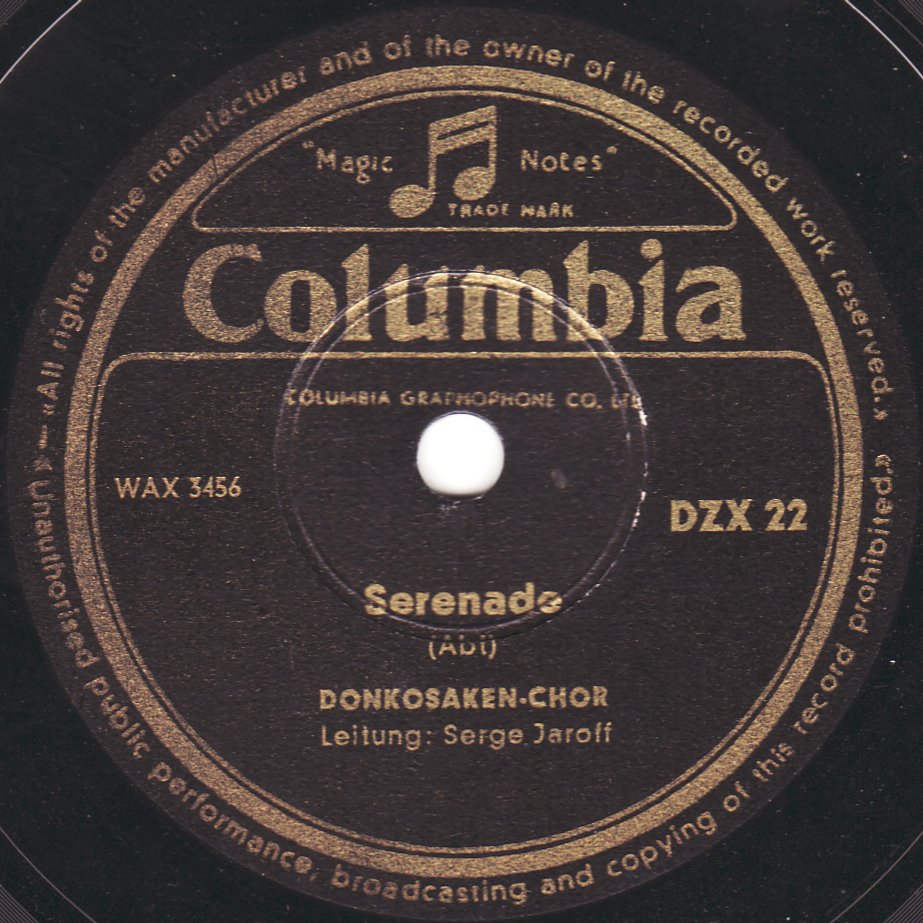 «All rights of the manufacturer and of the owner of the recorded work reserved.»
"Magic Notes"
TRADE MARK
Columbia
COLUMBIA GRAPHOPHONE CO. LTD
WAX 3456
DZX 22
Serenade
(Abt)
DONKOSAKEN-CHOR
Leitung: Serge Jaroff
«Unauthorised public performance, broadcasting and copying of this record prohibited.»